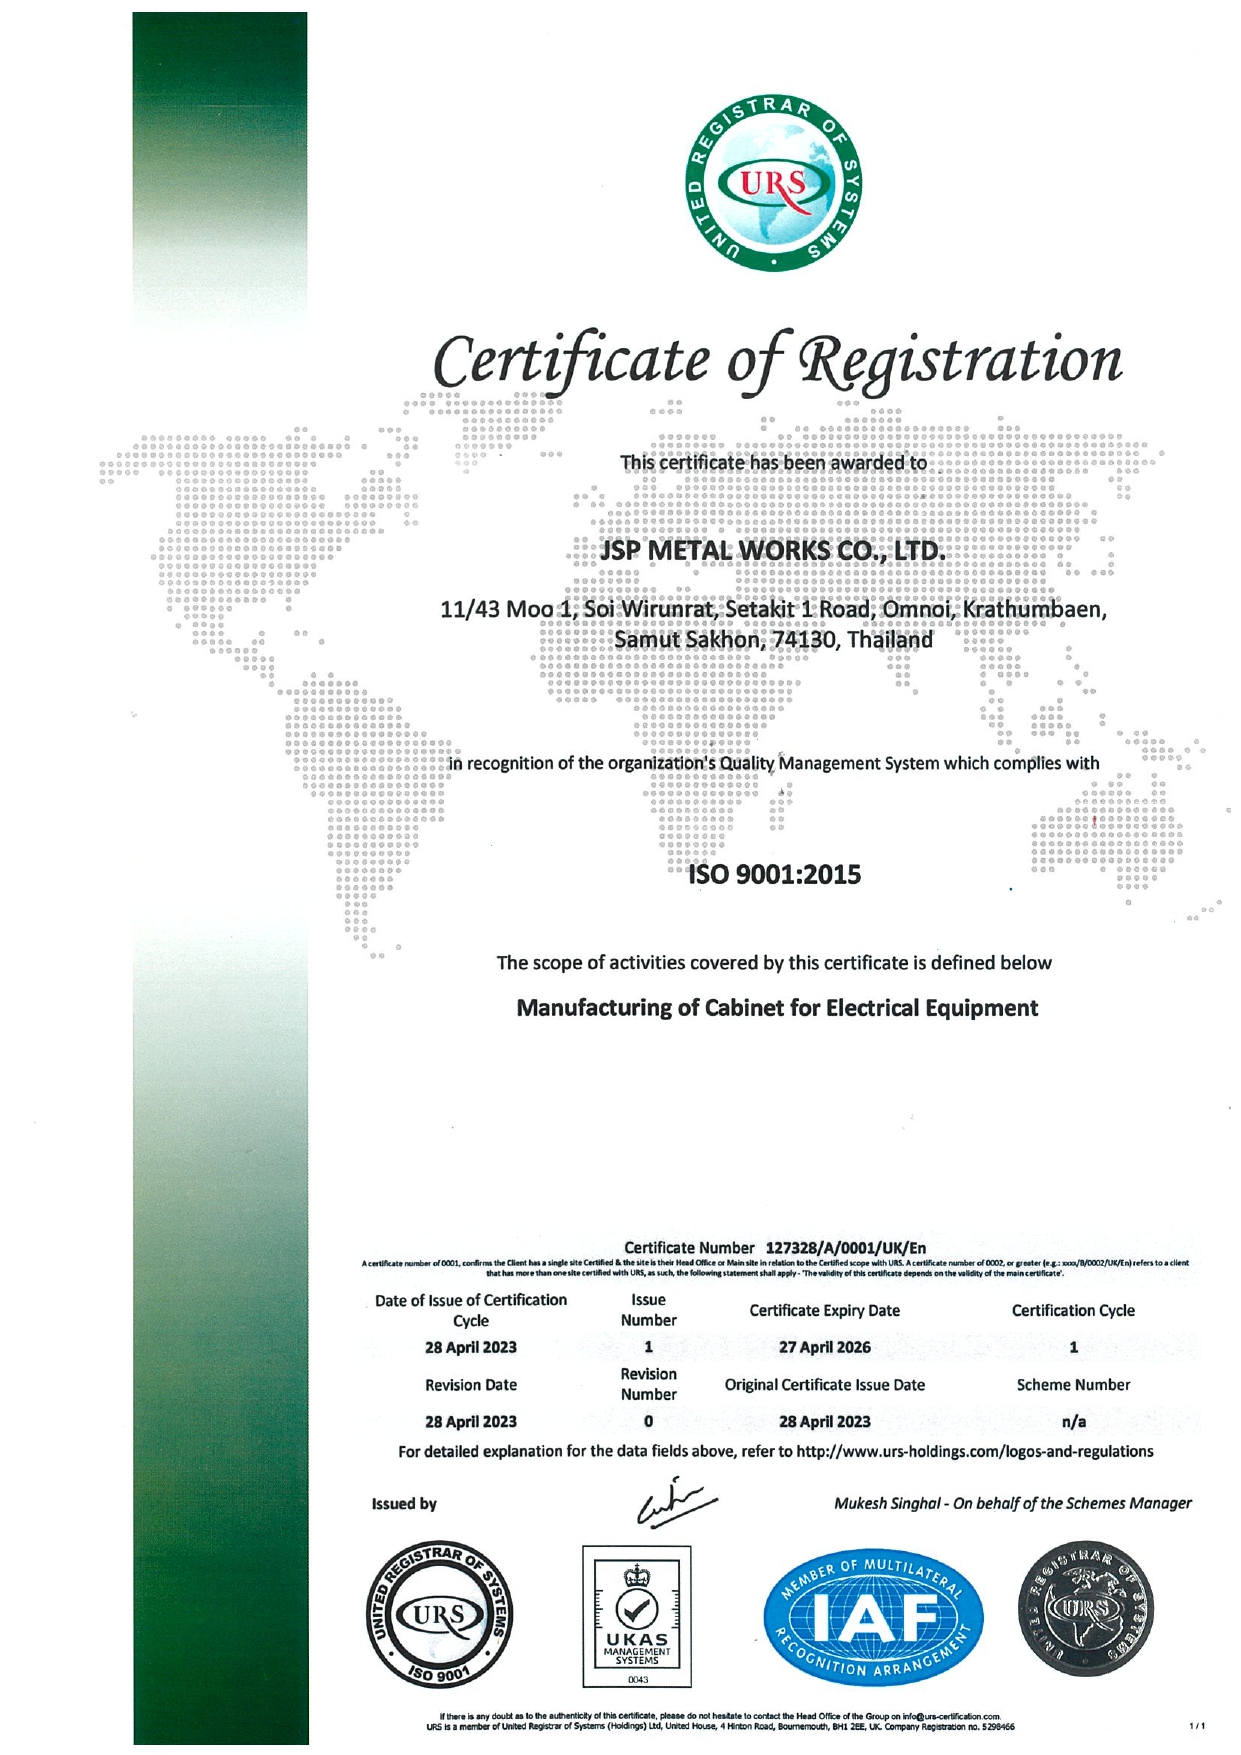 UNITED REGISTRAR OF SYSTEMS
URS
Certificate of Registration
This certificate has been awarded to
JSP METAL WORKS CO., LTD.
11/43 Moo 1, Soi Wirunrat, Setakit 1 Road, Omnoi, Krathumbaen,
Samut Sakhon, 74130, Thailand
in recognition of the organization's Quality Management System which complies with
ISO 9001:2015
The scope of activities covered by this certificate is defined below
Manufacturing of Cabinet for Electrical Equipment
Certificate Number 127328/A/0001/UK/En
A certificate number of 0001, confirms the Client has a single site Certified & the site is their Head Office or Main site in relation to the Certified scope with URS. A certificate number of 0002, or greater (e.g.: xxxx/B/0002/UK/En) refers to a client
that has more than one site certified with URS, as such, the following statement shall apply - 'The validity of this certificate depends on the validity of the main certificate'.
Date of Issue of Certification Cycle
Issue Number
Certificate Expiry Date
Certification Cycle
28 April 2023
1
27 April 2026
1
Revision Date
Revision Number
Original Certificate Issue Date
Scheme Number
28 April 2023
0
28 April 2023
n/a
For detailed explanation for the data fields above, refer to http://www.urs-holdings.com/logos-and-regulations
Issued by
Mukesh Singhal - On behalf of the Schemes Manager
UNITED REGISTRAR OF SYSTEMS
URS
ISO 9001
UKAS
MANAGEMENT
SYSTEMS
0043
MEMBER OF MULTILATERAL
IAF
RECOGNITION ARRANGEMENT
UNITED REGISTRAR OF SYSTEMS
URS
If there is any doubt as to the authenticity of this certificate, please do not hesitate to contact the Head Office of the Group on info@urs-certification.com.
URS is a member of United Registrar of Systems (Holdings) Ltd, United House, 4 Hinton Road, Bournemouth, BH1 2EE, UK. Company Registration no. 5298466
1 / 1